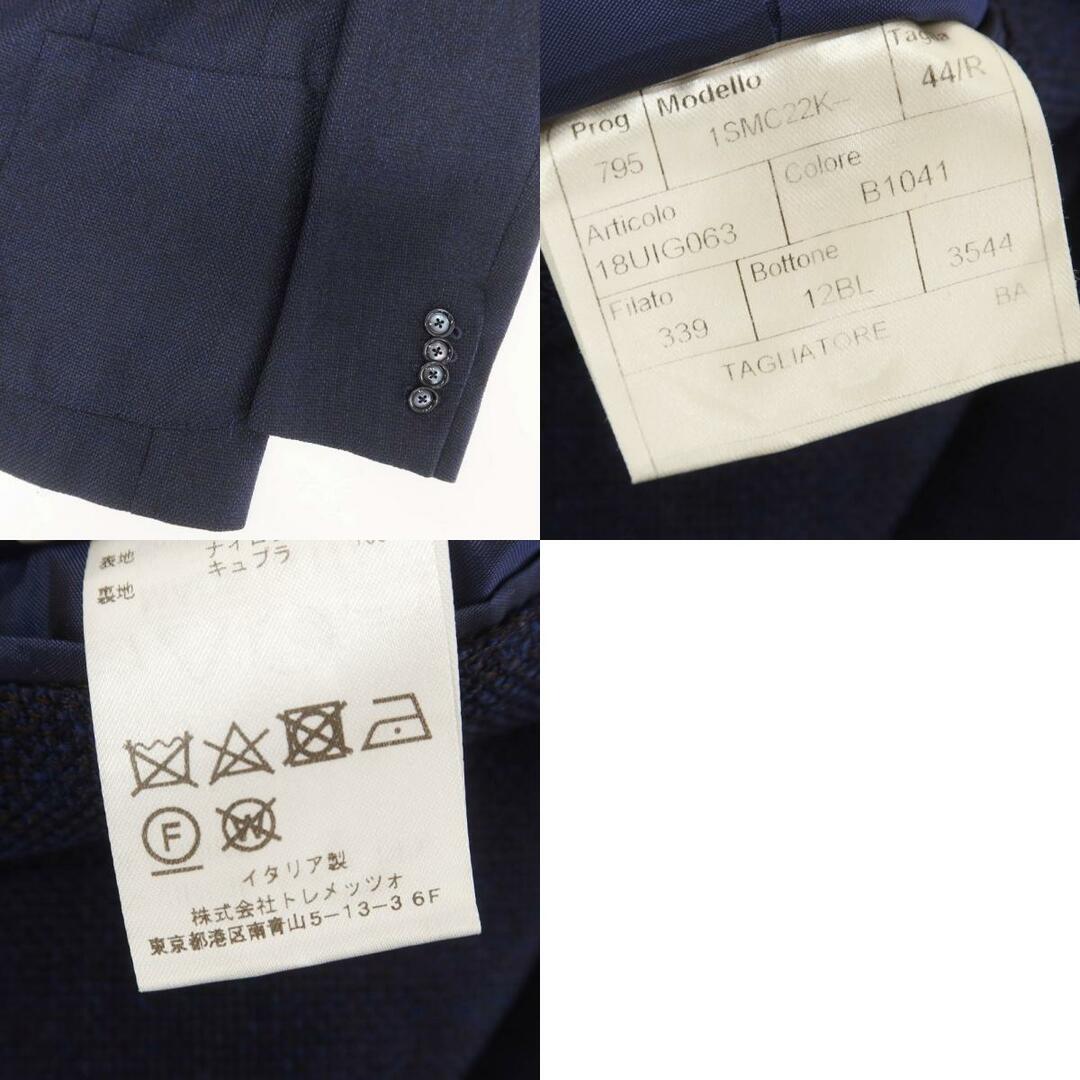 Prog Modello Taglia
795 1SMC22K- 44/R
Articolo Colore
18UIG063 B1041
Filato Bottone 3544
339 12BL
TAGLIATORE BA
表地
キュプラ
裏地
F W
イタリア製
株式会社トレメッツォ
東京都港区南青山5-13-3 6F